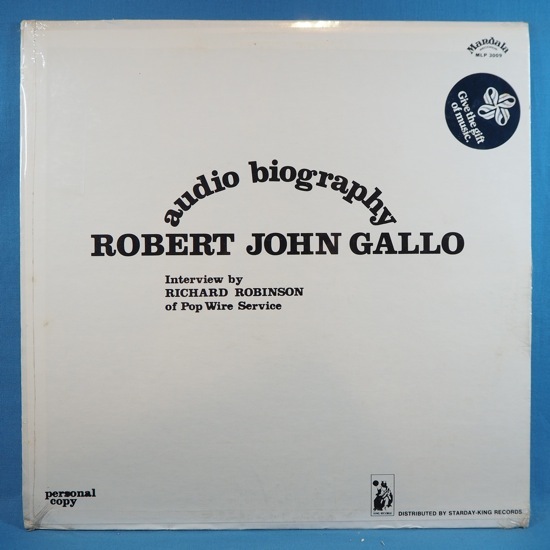 Mandala
MLP 3009
Give the gift
of music.
audio biography
ROBERT JOHN GALLO
Interview by
RICHARD ROBINSON
of Pop Wire Service
personal
copy
DISTRIBUTED BY STARDAY-KING RECORDS